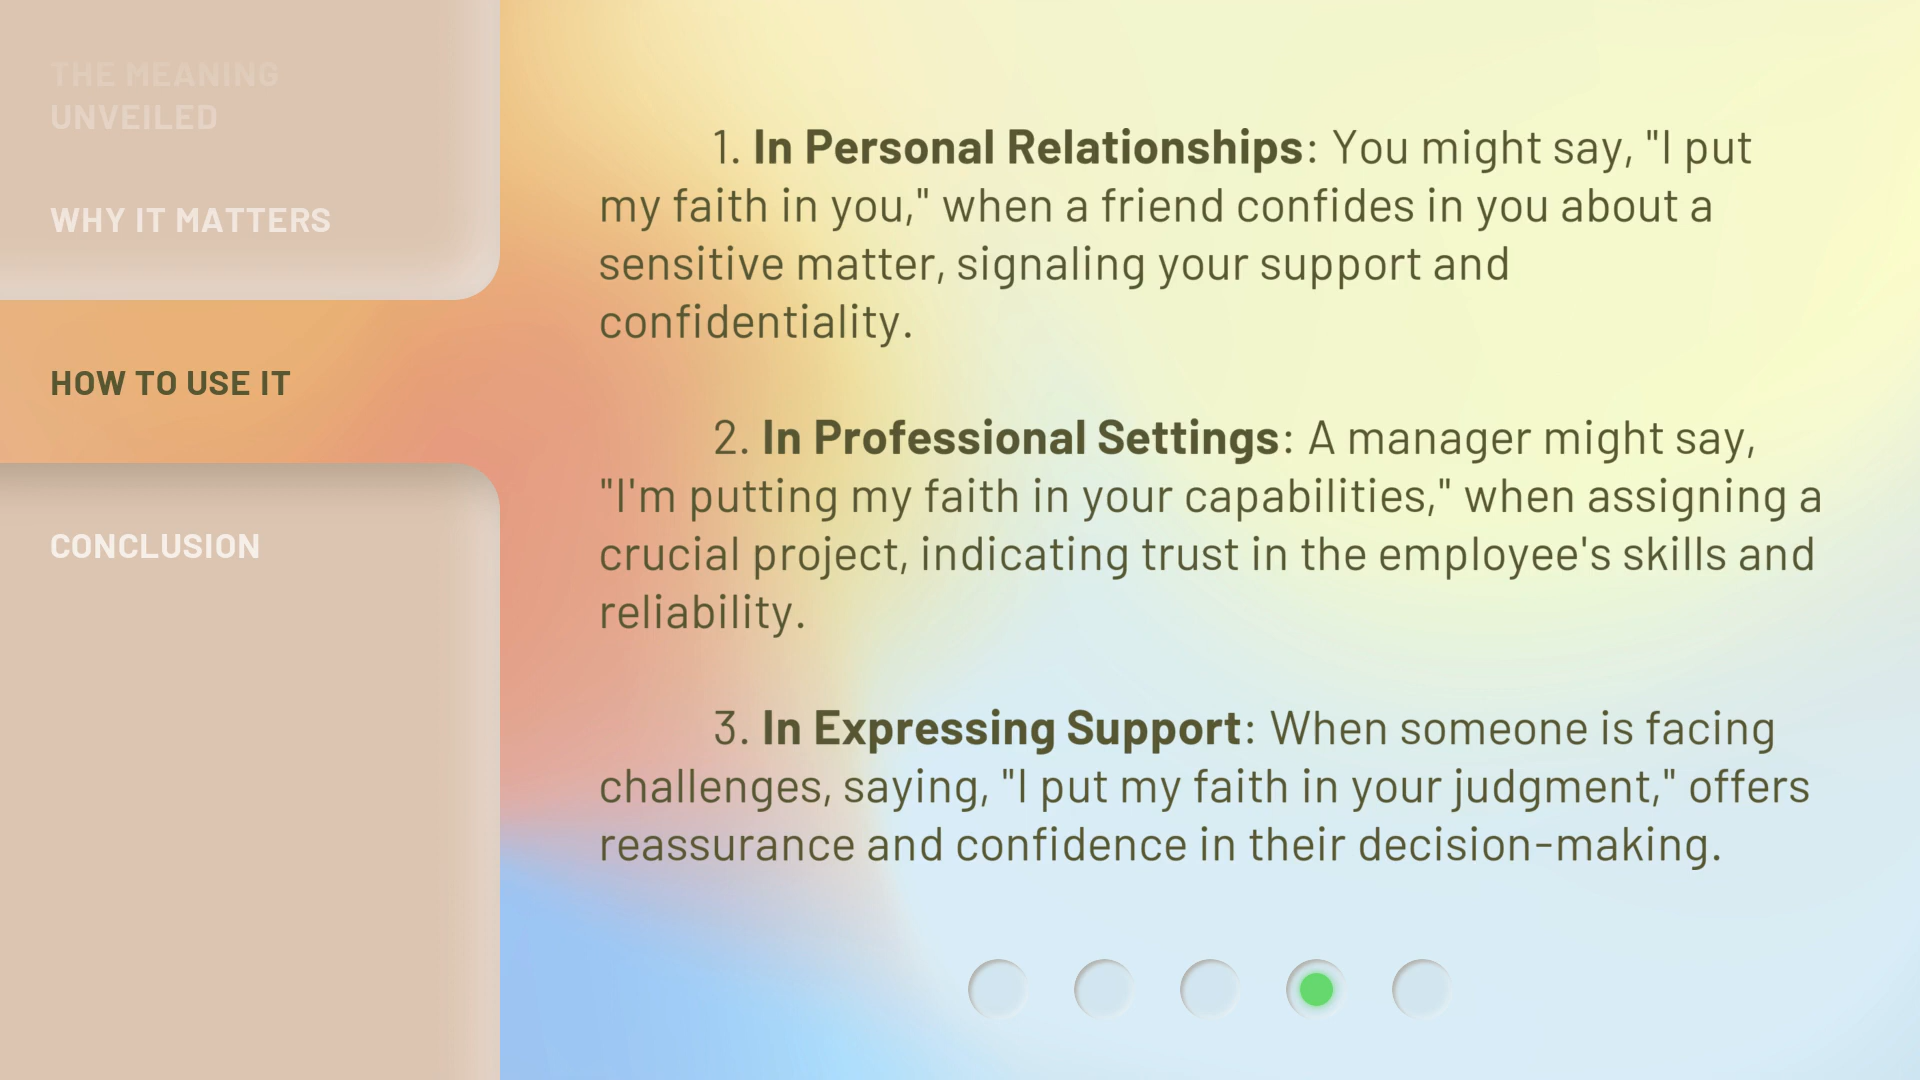 THE MEANING
UNVEILED
WHY IT MATTERS
HOW TO USE IT
CONCLUSION
1. In Personal Relationships: You might say, "I put
my faith in you," when a friend confides in you about a
sensitive matter, signaling your support and
confidentiality.
2. In Professional Settings: A manager might say,
"I'm putting my faith in your capabilities," when assigning a
crucial project, indicating trust in the employee's skills and
reliability.
3. In Expressing Support: When someone is facing
challenges, saying, "I put my faith in your judgment," offers
reassurance and confidence in their decision-making.